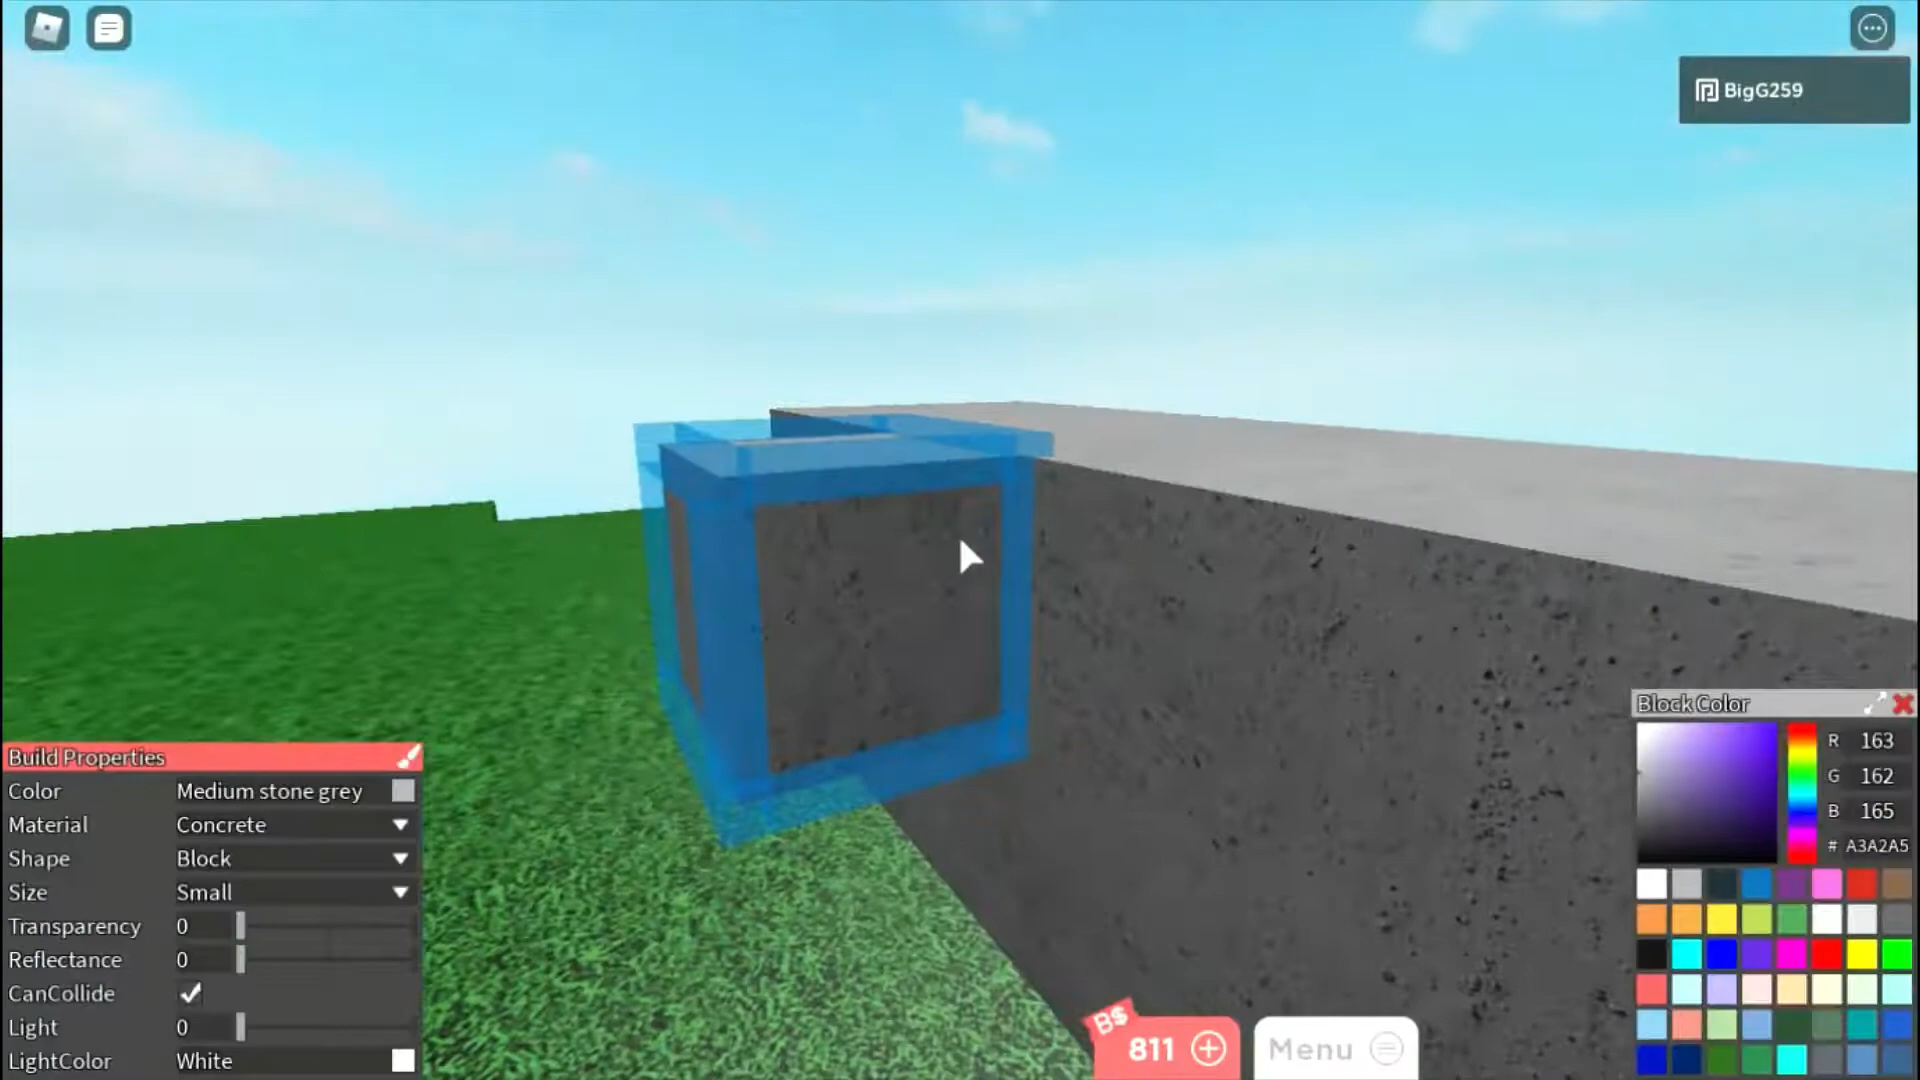 BigG259
Block Color
R 163
G 162
B 165
# A3A2A5
Build Properties
Color Medium stone grey
Material Concrete
Shape Block
Size Small
Transparency 0
Reflectance 0
CanCollide
Light 0
LightColor White
B$
811
Menu